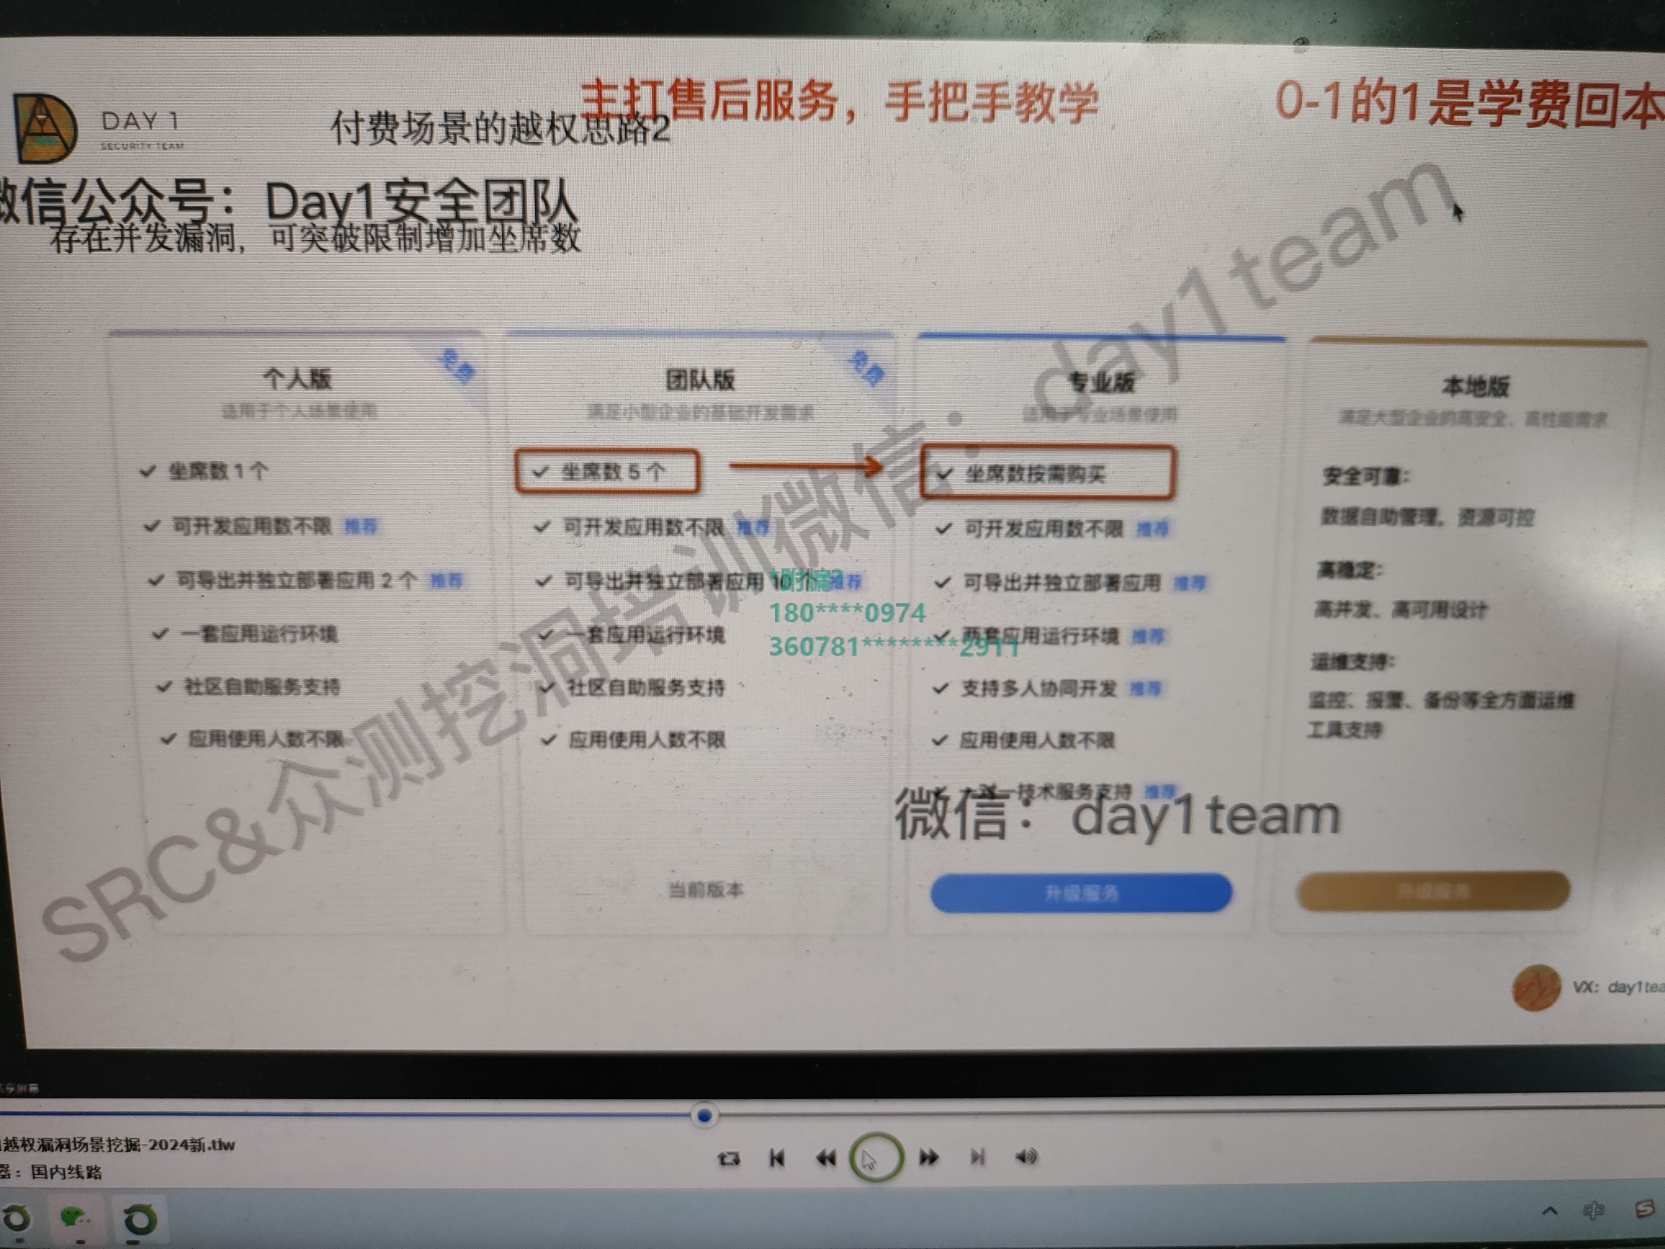 主打售后服务，手把手教学
0-1的1是学费回本
DAY 1
SECURITY TEAM
付费场景的越权思路2
微信公众号：Day1安全团队
存在并发漏洞，可突破限制增加坐席数
个人版
免费
适用于个人场景使用
坐席数 1 个
可开发应用数不限 推荐
可导出并独立部署应用 2 个 推荐
一套应用运行环境
社区自助服务支持
应用使用人数不限
团队版
免费
满足小型企业的基础开发需求
坐席数 5 个
可开发应用数不限 推荐
可导出并独立部署应用 10 个 推荐
一套应用运行环境
社区自助服务支持
应用使用人数不限
当前版本
专业版
适用于专业场景使用
坐席数按需购买
可开发应用数不限 推荐
可导出并独立部署应用 推荐
两套应用运行环境 推荐
支持多人协同开发 推荐
应用使用人数不限
一对一技术服务支持 推荐
升级服务
本地版
满足大型企业的高安全、高性能需求
安全可靠：
数据自助管理，资源可控
高稳定：
高并发、高可用设计
运维支持：
监控、报警、备份等全方面运维
工具支持
升级服务
180****0974
360781********2911
SRC&众测挖洞培训微信：day1team
微信：day1team
VX：day1tea
越权漏洞场景挖掘-2024新.tlw
器：国内线路
中
S